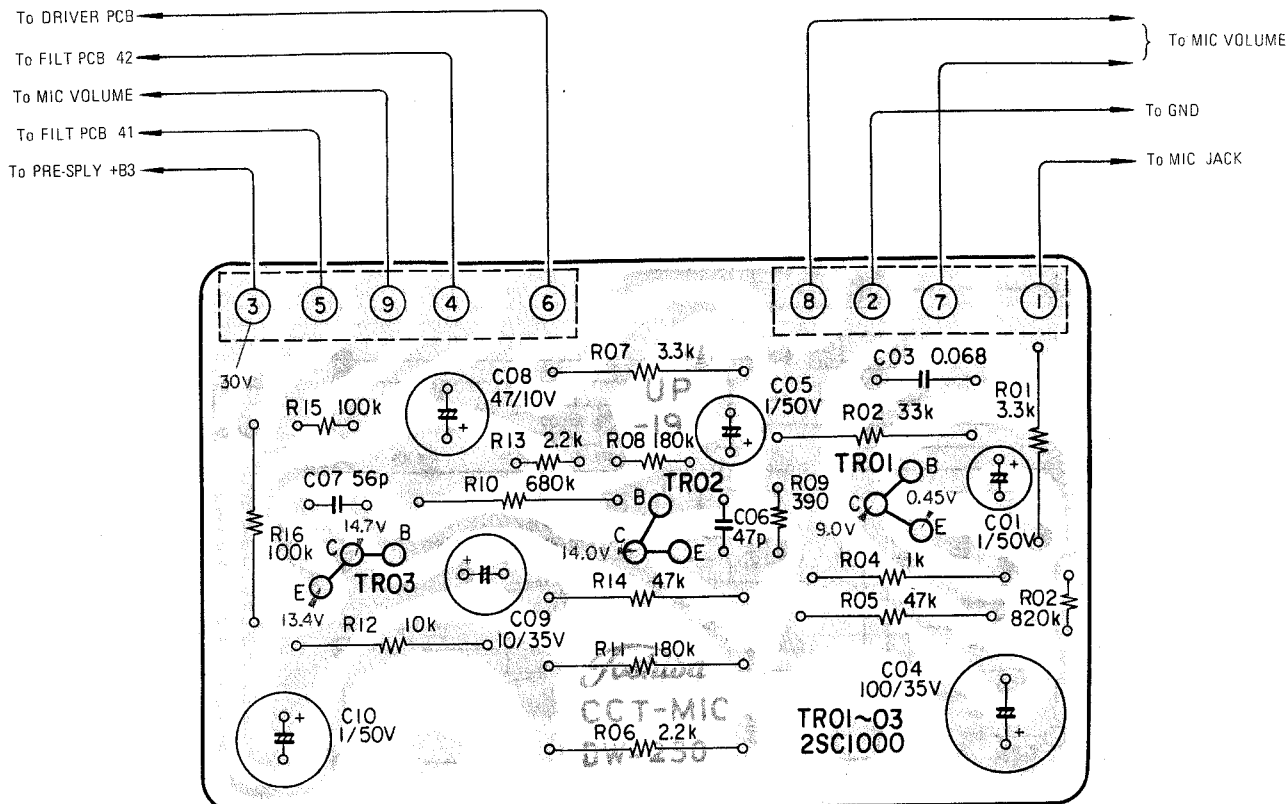 To DRIVER PCB
To FILT PCB 42
To MIC VOLUME
To FILT PCB 41
To PRE-SPLY +B3
To MIC VOLUME
To GND
To MIC JACK
3 5 9 4 6
8 2 7 1
30V
R07 3.3k
C03 0.068
C08
47/10V
C05
1/50V
R01
3.3k
UP
-19
R15 100k
R02 33k
R13 2.2k
R08 180k
TR01
B
C
E
0.45V
9.0V
C07 56p
R10 680k
TR02
B
C
E
14.0V
R09
390
C06
47p
C01
1/50V
R16
100k
14.7V
C
B
E
TR03
13.4V
R14 47k
R04 1k
R05 47k
R02
820k
R12 10k
C09
10/35V
R11 180k
C04
100/35V
C10
1/50V
CCT-MIC
R06 2.2k
DW-250
TR01~03
2SC1000